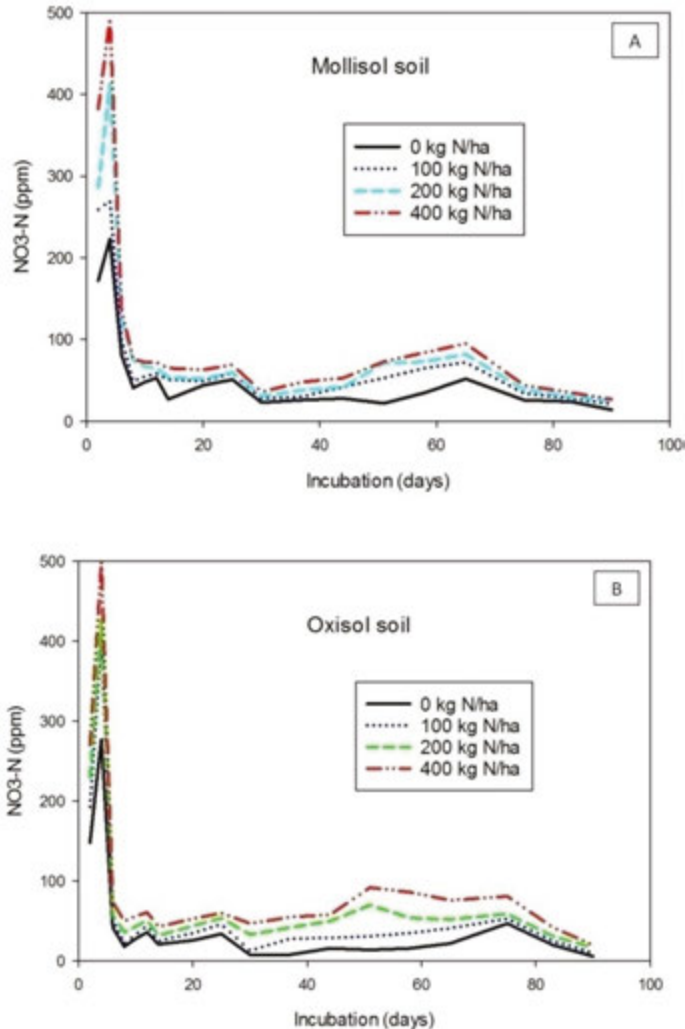 A
Mollisol soil
0 kg N/ha
100 kg N/ha
200 kg N/ha
400 kg N/ha
NO3-N (ppm)
500
400
300
200
100
0
0 20 40 60 80 100
Incubation (days)
B
Oxisol soil
0 kg N/ha
100 kg N/ha
200 kg N/ha
400 kg N/ha
NO3-N (ppm)
500
400
300
200
100
0
0 20 40 60 80 100
Incubation (days)